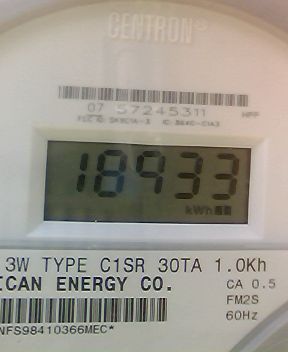 CENTRON®
07 57245311 HPF
18933
kWh
3W TYPE C1SR 30TA 1.0Kh
ICAN ENERGY CO. CA 0.5
FM2S
NFS98410366MEC* 60Hz